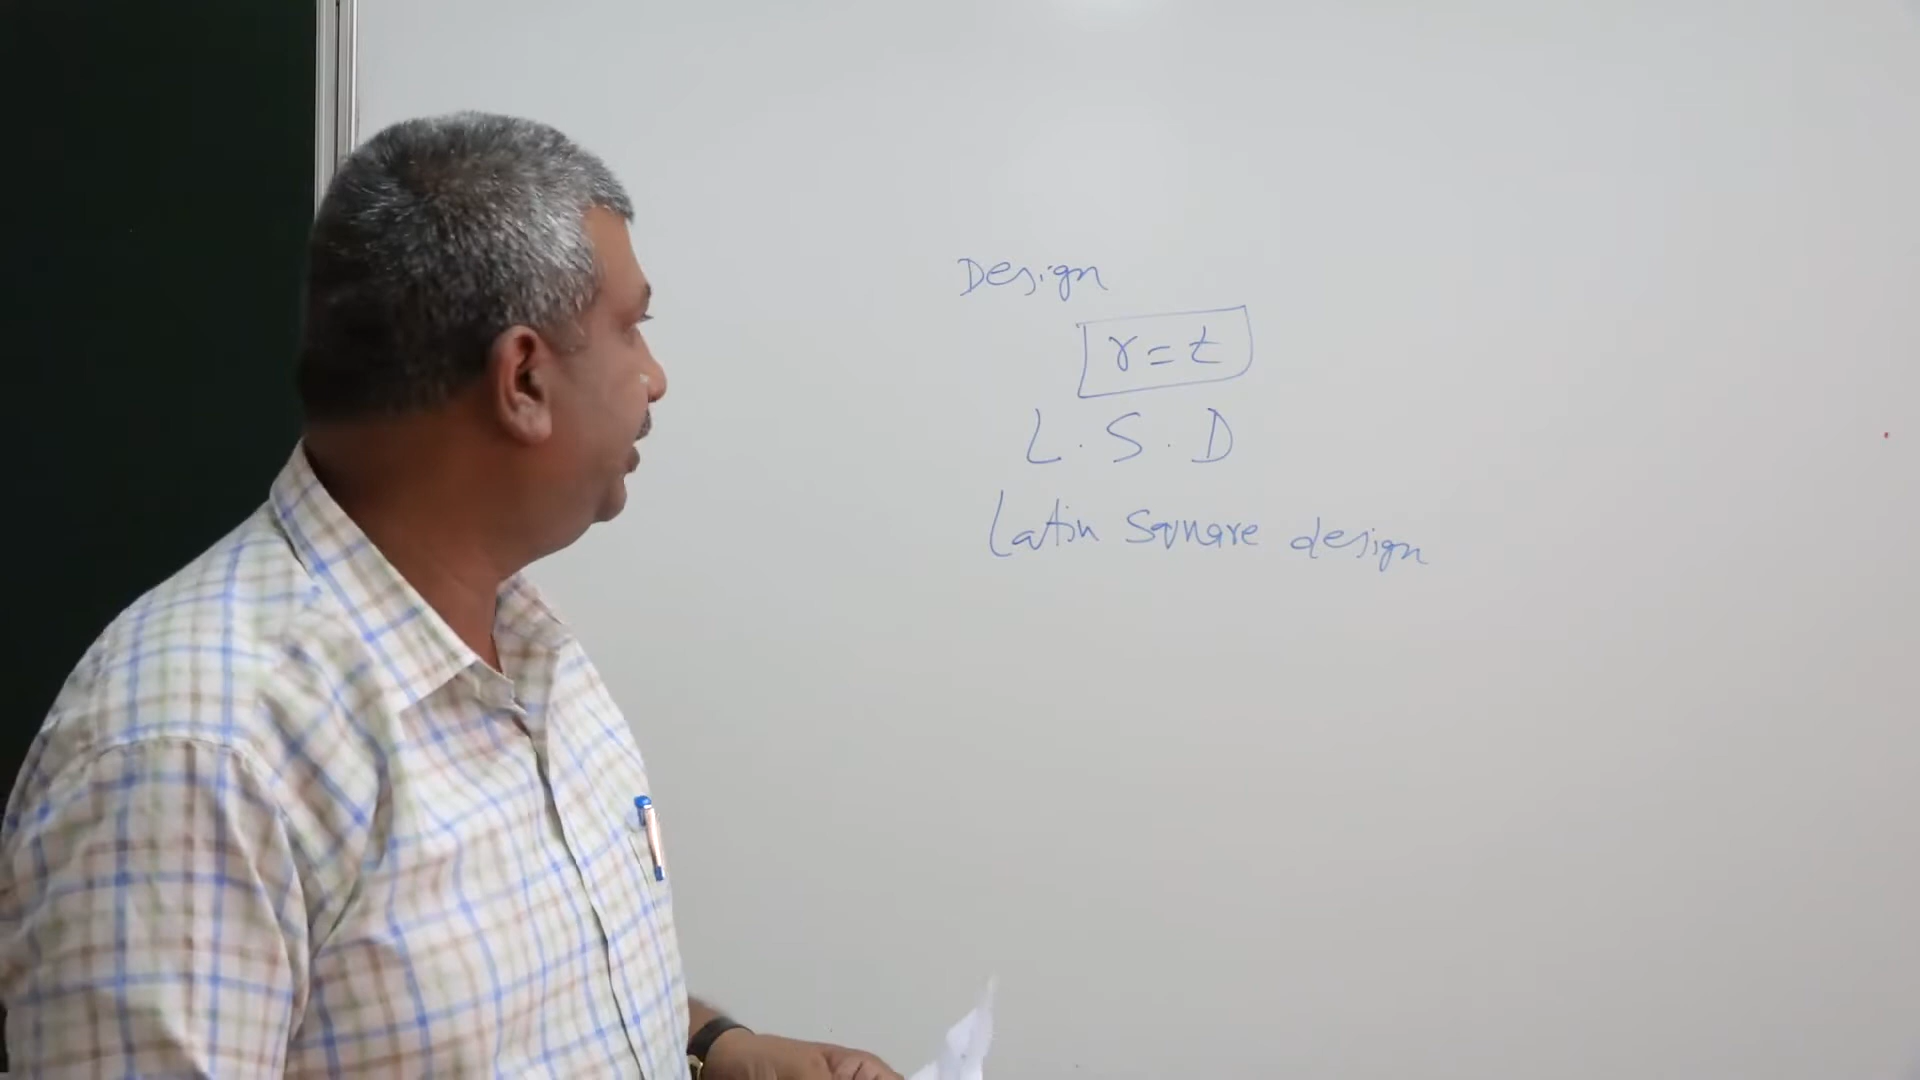 Design
r = t
L. S. D
Latin Square design